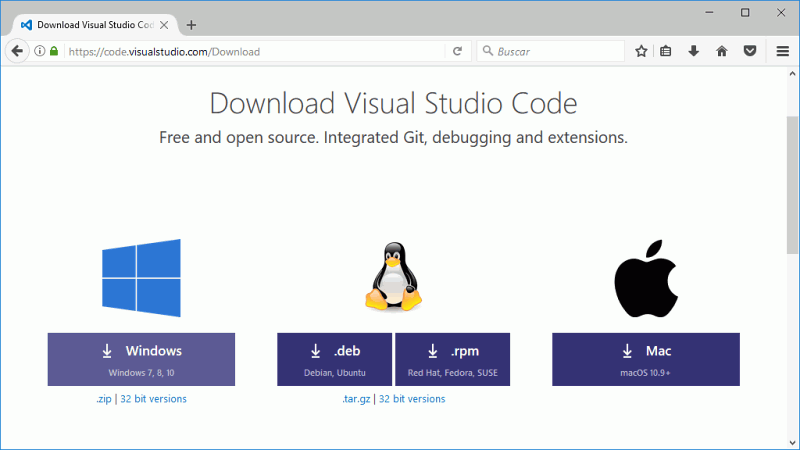 Download Visual Studio Cod
https://code.visualstudio.com/Download
Buscar
Download Visual Studio Code
Free and open source. Integrated Git, debugging and extensions.
Windows
Windows 7, 8, 10
.deb
Debian, Ubuntu
.rpm
Red Hat, Fedora, SUSE
Mac
macOS 10.9+
.zip | 32 bit versions
.tar.gz | 32 bit versions